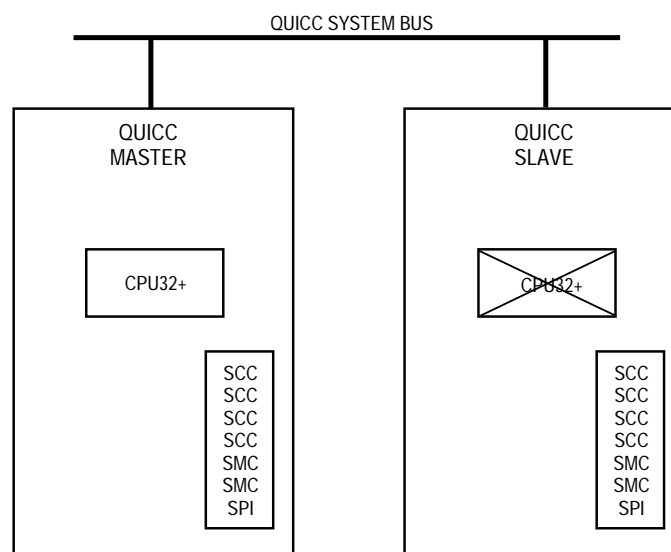 QUICC SYSTEM BUS
QUICC
MASTER
CPU32+
SCC
SCC
SCC
SCC
SMC
SMC
SPI
QUICC
SLAVE
CPU32+
SCC
SCC
SCC
SCC
SMC
SMC
SPI